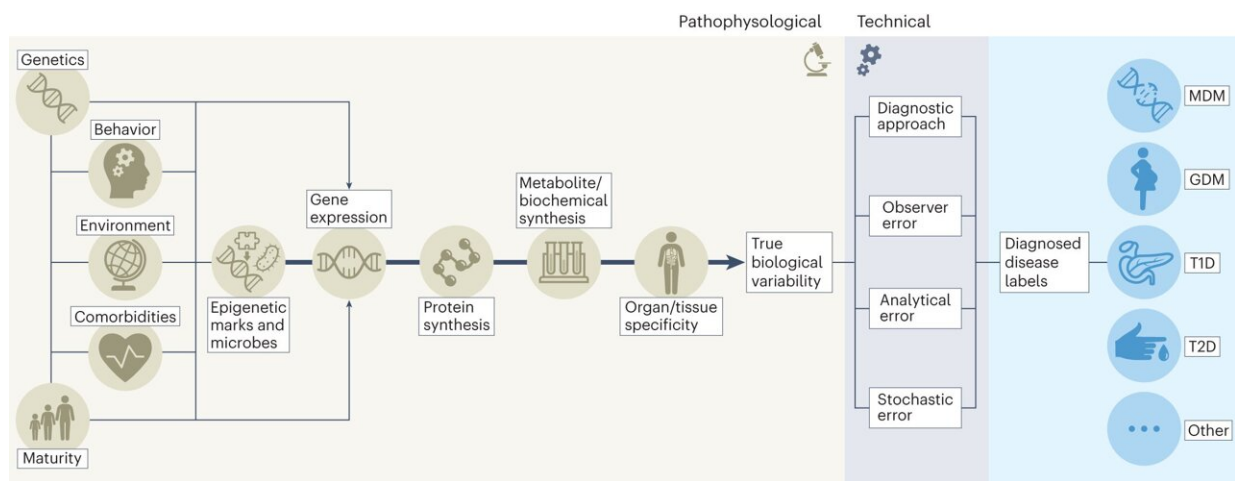 Pathophysological
Technical
Genetics
Behavior
Environment
Comorbidities
Maturity
Epigenetic
marks and
microbes
Gene
expression
Protein
synthesis
Metabolite/
biochemical
synthesis
Organ/tissue
specificity
True
biological
variability
Diagnostic
approach
Observer
error
Analytical
error
Stochastic
error
Diagnosed
disease
labels
MDM
GDM
T1D
T2D
Other